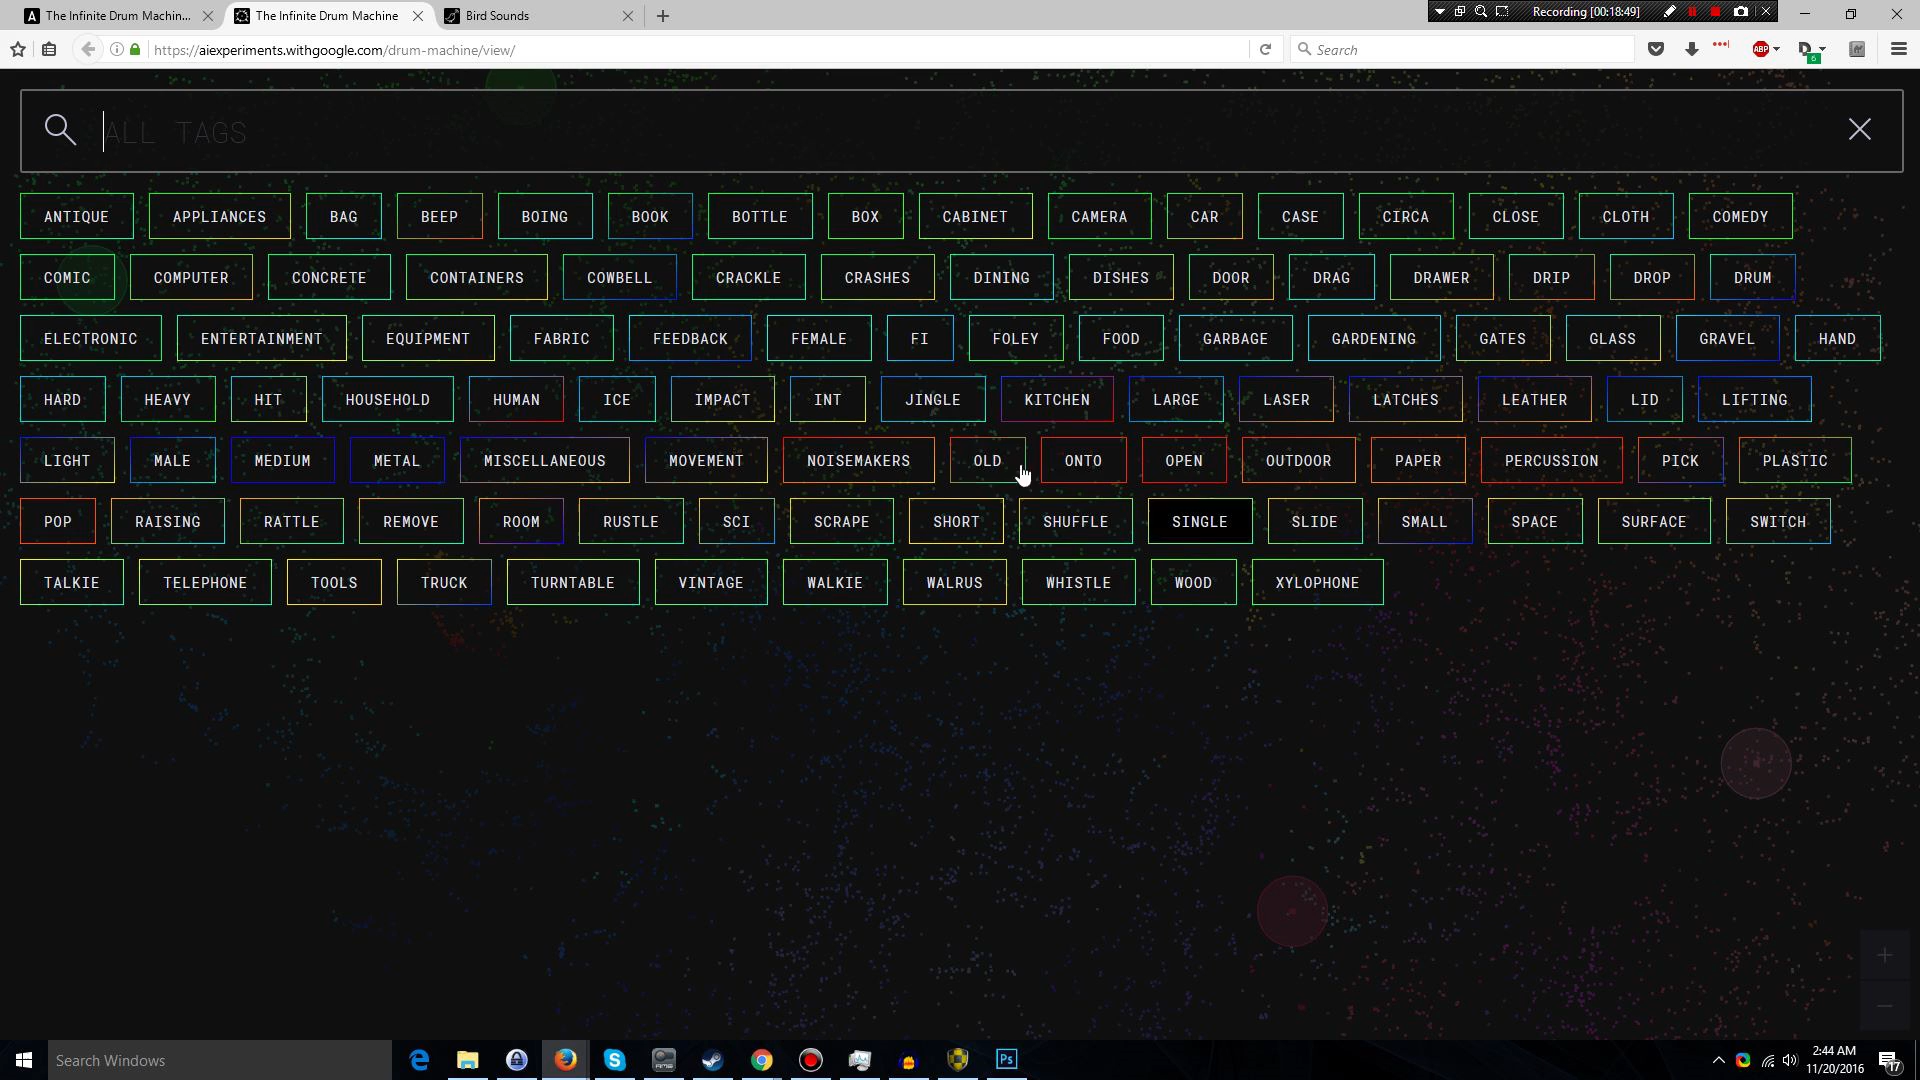 The Infinite Drum Machin...
The Infinite Drum Machine
Bird Sounds
Recording [00:18:49]
https://aiexperiments.withgoogle.com/drum-machine/view/
Search
ABP
6
ALL TAGS
ANTIQUE APPLIANCES BAG BEEP BOING BOOK BOTTLE BOX CABINET CAMERA CAR CASE CIRCA CLOSE CLOTH COMEDY
COMIC COMPUTER CONCRETE CONTAINERS COWBELL CRACKLE CRASHES DINING DISHES DOOR DRAG DRAWER DRIP DROP DRUM
ELECTRONIC ENTERTAINMENT EQUIPMENT FABRIC FEEDBACK FEMALE FI FOLEY FOOD GARBAGE GARDENING GATES GLASS GRAVEL HAND
HARD HEAVY HIT HOUSEHOLD HUMAN ICE IMPACT INT JINGLE KITCHEN LARGE LASER LATCHES LEATHER LID LIFTING
LIGHT MALE MEDIUM METAL MISCELLANEOUS MOVEMENT NOISEMAKERS OLD ONTO OPEN OUTDOOR PAPER PERCUSSION PICK PLASTIC
POP RAISING RATTLE REMOVE ROOM RUSTLE SCI SCRAPE SHORT SHUFFLE SINGLE SLIDE SMALL SPACE SURFACE SWITCH
TALKIE TELEPHONE TOOLS TRUCK TURNTABLE VINTAGE WALKIE WALRUS WHISTLE WOOD XYLOPHONE
Search Windows
Ps
2:44 AM
11/20/2016
17